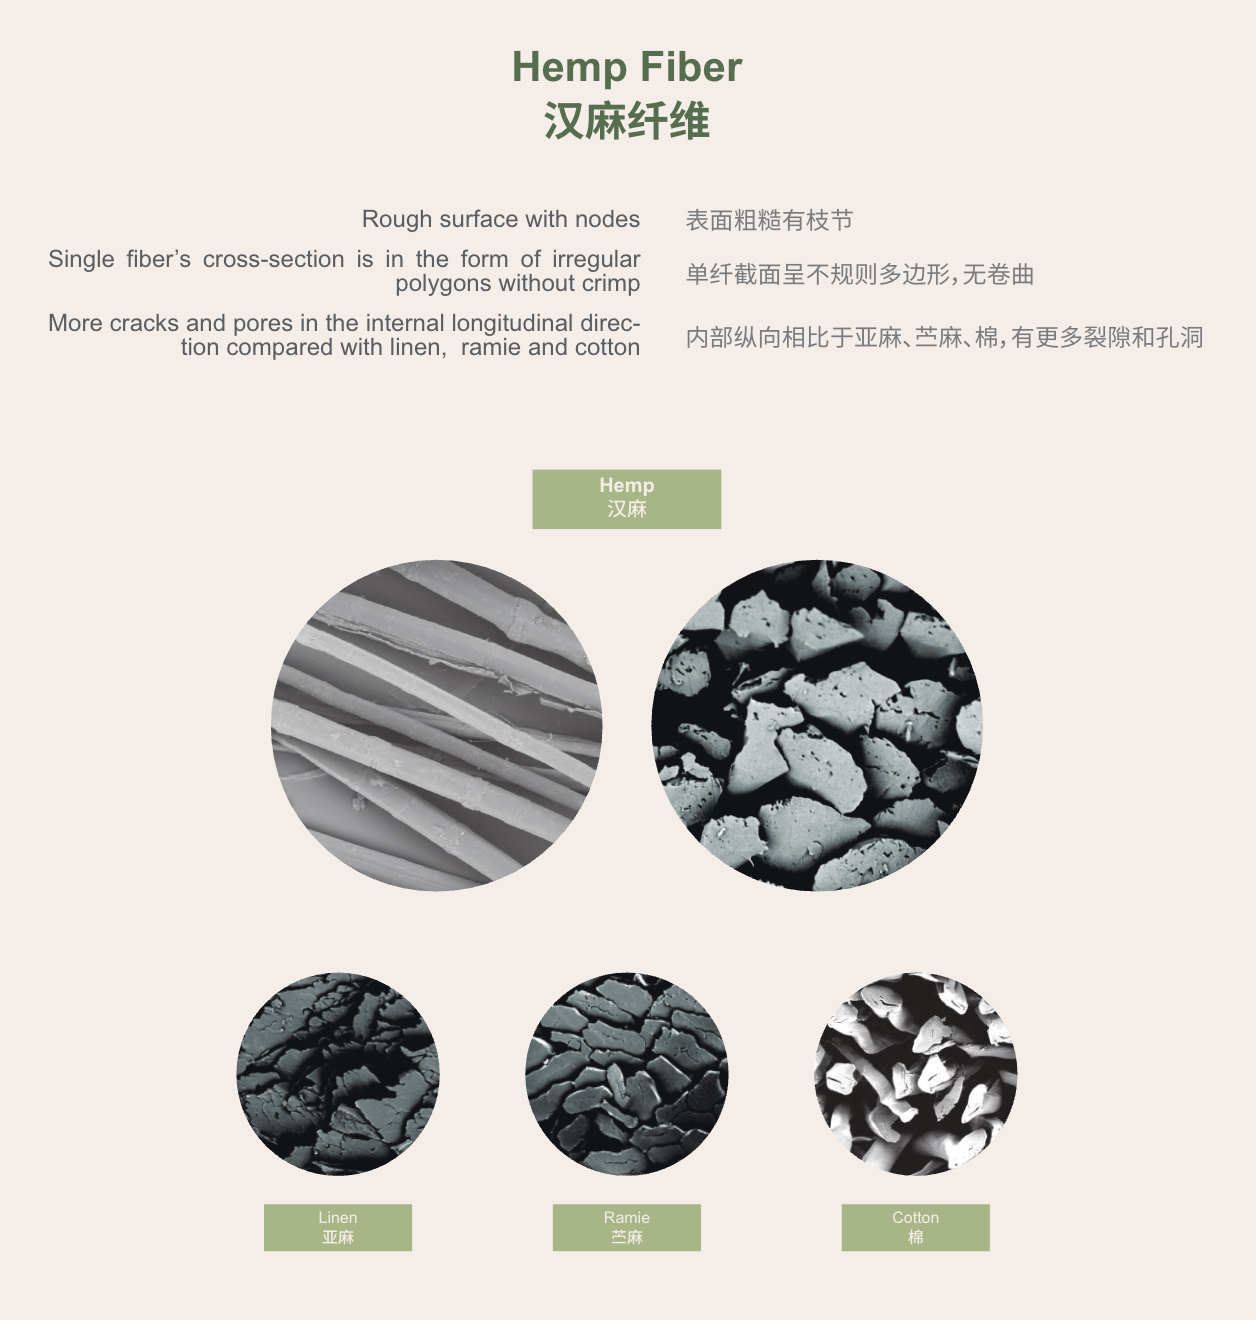 Hemp Fiber
汉麻纤维
Rough surface with nodes
表面粗糙有枝节
Single fiber’s cross-section is in the form of irregular
polygons without crimp
单纤截面呈不规则多边形，无卷曲
More cracks and pores in the internal longitudinal direc-
tion compared with linen,  ramie and cotton
内部纵向相比于亚麻、苎麻、棉，有更多裂隙和孔洞
Hemp
汉麻
Linen
亚麻
Ramie
苎麻
Cotton
棉